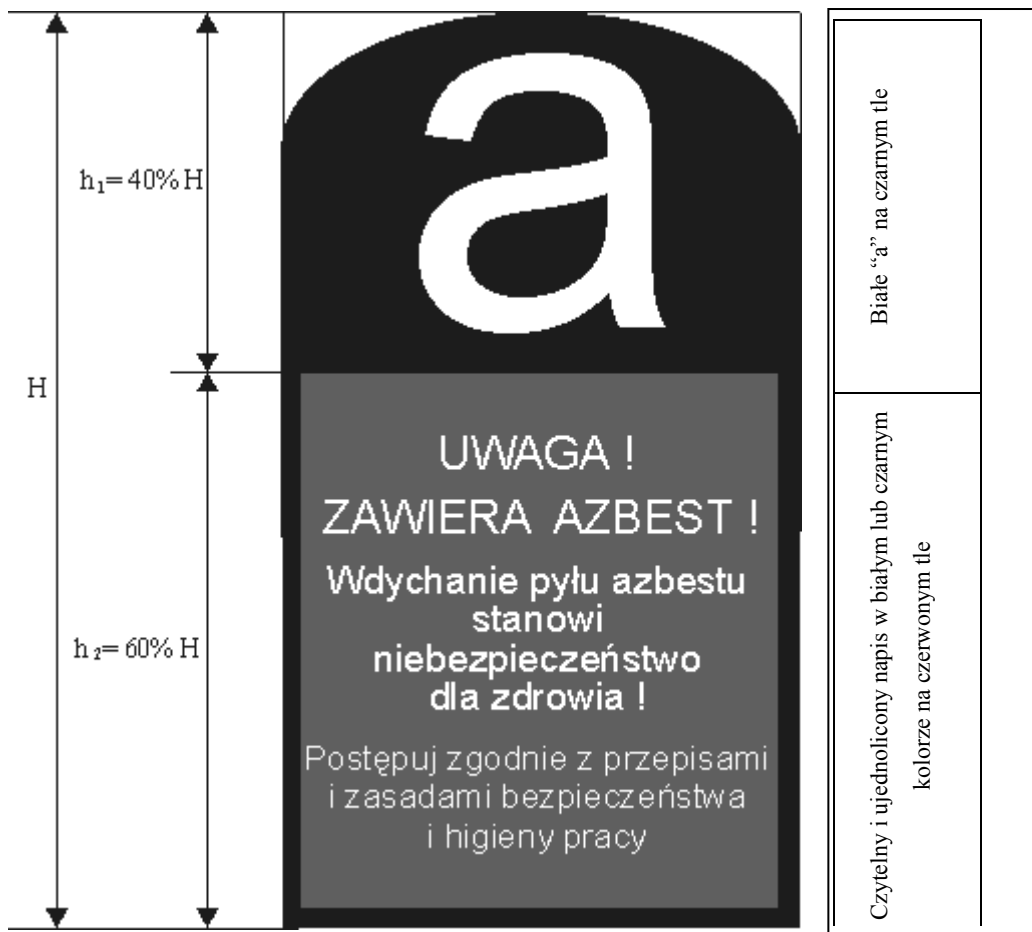 H
h₁= 40% H
h₂= 60% H
a
UWAGA !
ZAWIERA AZBEST !
Wdychanie pyłu azbestu
stanowi
niebezpieczeństwo
dla zdrowia !
Postępuj zgodnie z przepisami
i zasadami bezpieczeństwa
i higieny pracy
Białe “a” na czarnym tle
Czytelny i ujednolicony napis w białym lub czarnym
kolorze na czerwonym tle